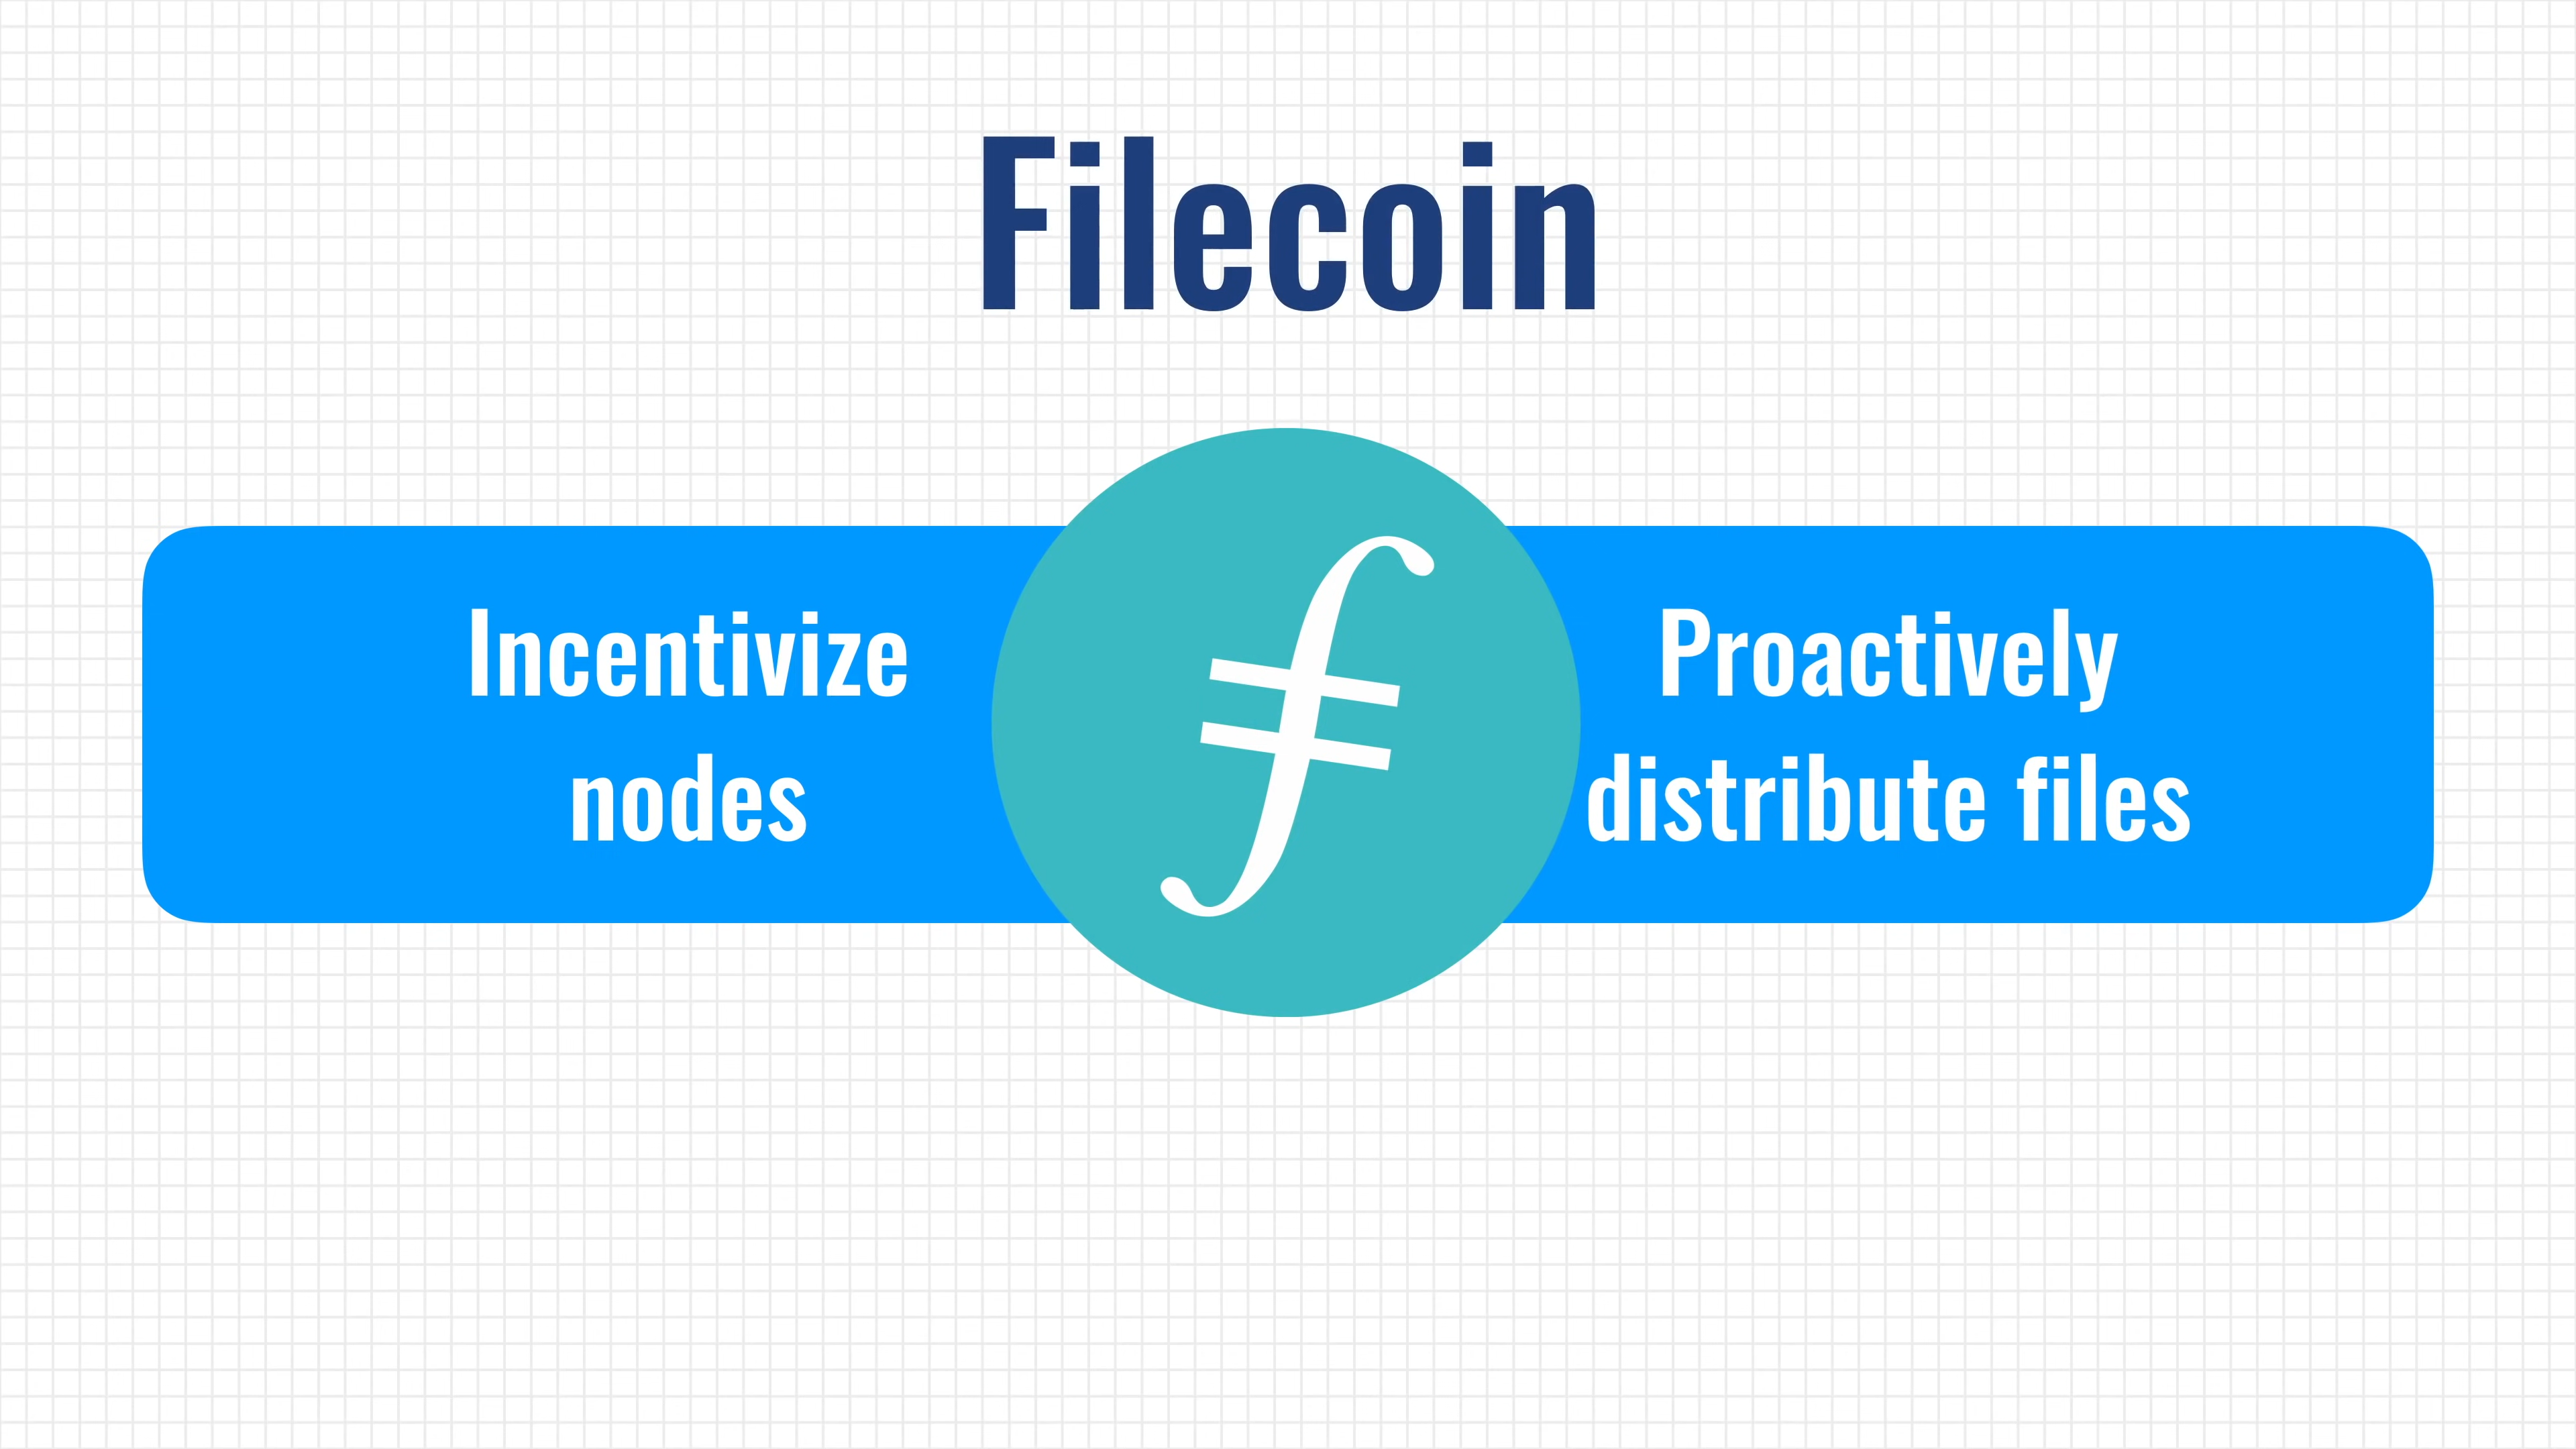 Filecoin
Incentivize
nodes
Proactively
distribute files